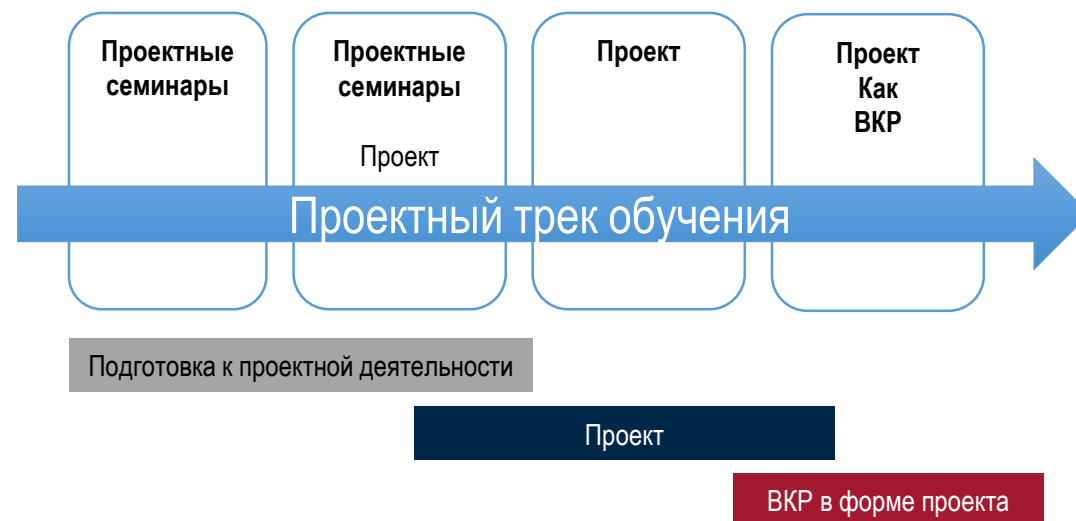 Проектные
семинары
Проектные
семинары
Проект
Проект
Проект
Как
ВКР
Проектный трек обучения
Подготовка к проектной деятельности
Проект
ВКР в форме проекта